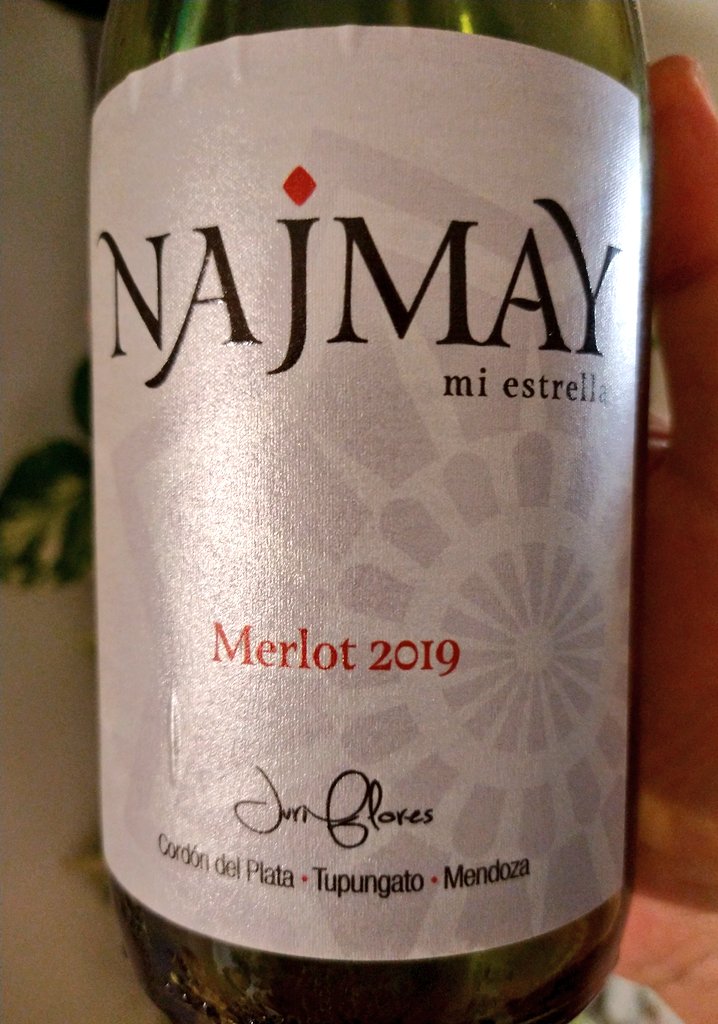 NAJMAY
mi estrella
Merlot 2019
Juri Flores
Cordón del Plata • Tupungato • Mendoza